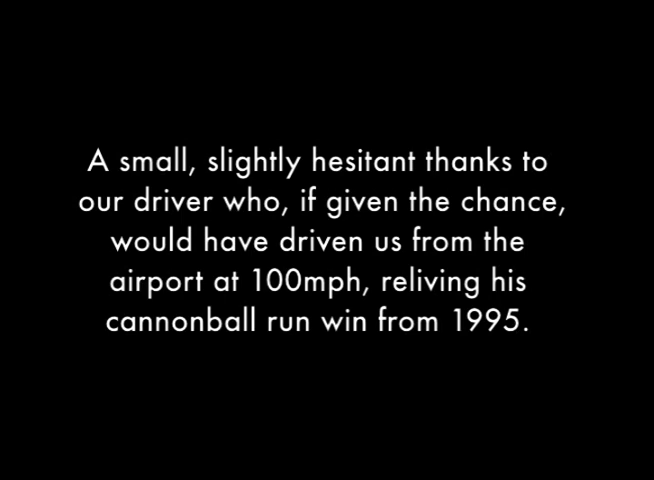 A small, slightly hesitant thanks to
our driver who, if given the chance,
would have driven us from the
airport at 100mph, reliving his
cannonball run win from 1995.